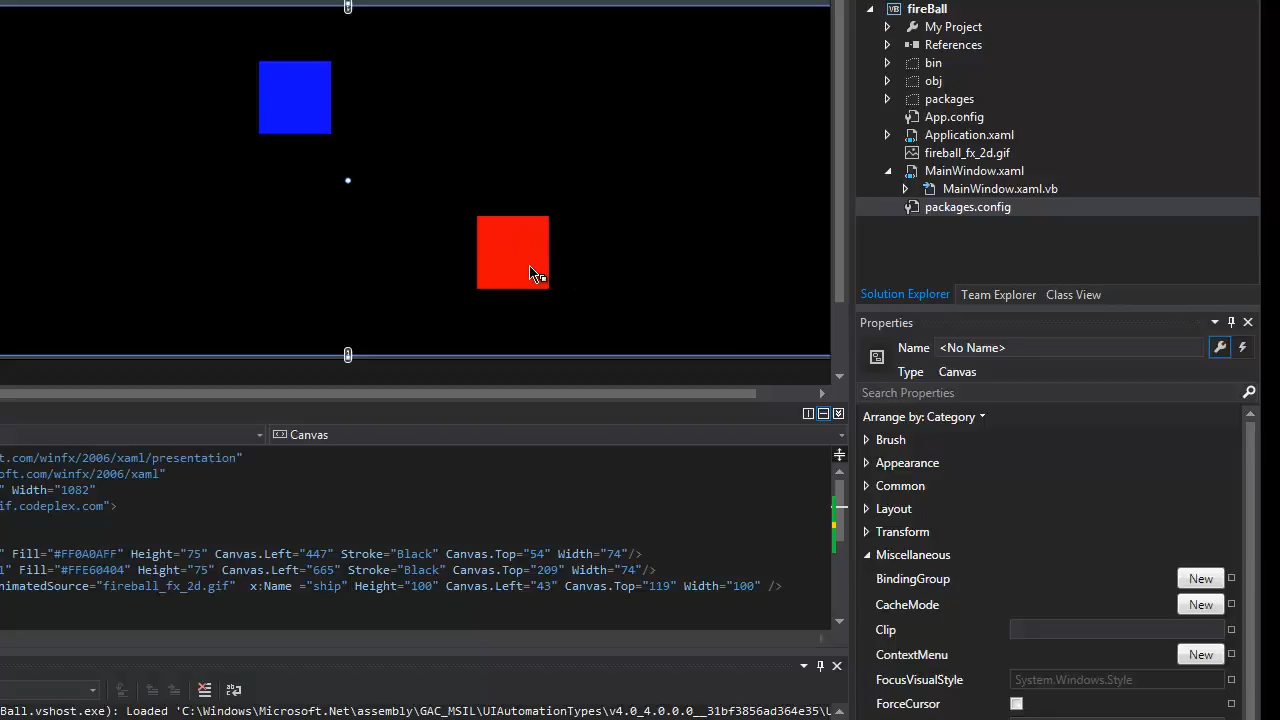 fireBall
My Project
References
bin
obj
packages
App.config
Application.xaml
fireball_fx_2d.gif
MainWindow.xaml
MainWindow.xaml.vb
packages.config
Solution Explorer Team Explorer Class View
Properties
Name <No Name>
Type Canvas
Search Properties
Arrange by: Category
Brush
Appearance
Common
Layout
Transform
Miscellaneous
BindingGroup New
CacheMode New
Clip
ContextMenu New
FocusVisualStyle System.Windows.Style
ForceCursor
Canvas
t.com/winfx/2006/xaml/presentation"
oft.com/winfx/2006/xaml"
" Width="1082"
if.codeplex.com">
" Fill="#FF0A0AFF" Height="75" Canvas.Left="447" Stroke="Black" Canvas.Top="54" Width="74"/>
1" Fill="#FFE60404" Height="75" Canvas.Left="665" Stroke="Black" Canvas.Top="209" Width="74"/>
nimatedSource="fireball_fx_2d.gif" x:Name ="ship" Height="100" Canvas.Left="43" Canvas.Top="119" Width="100" />
Ball.vshost.exe): Loaded 'C:\Windows\Microsoft.Net\assembly\GAC_MSIL\UIAutomationTypes\v4.0_4.0.0.0__31bf3856ad364e35\U